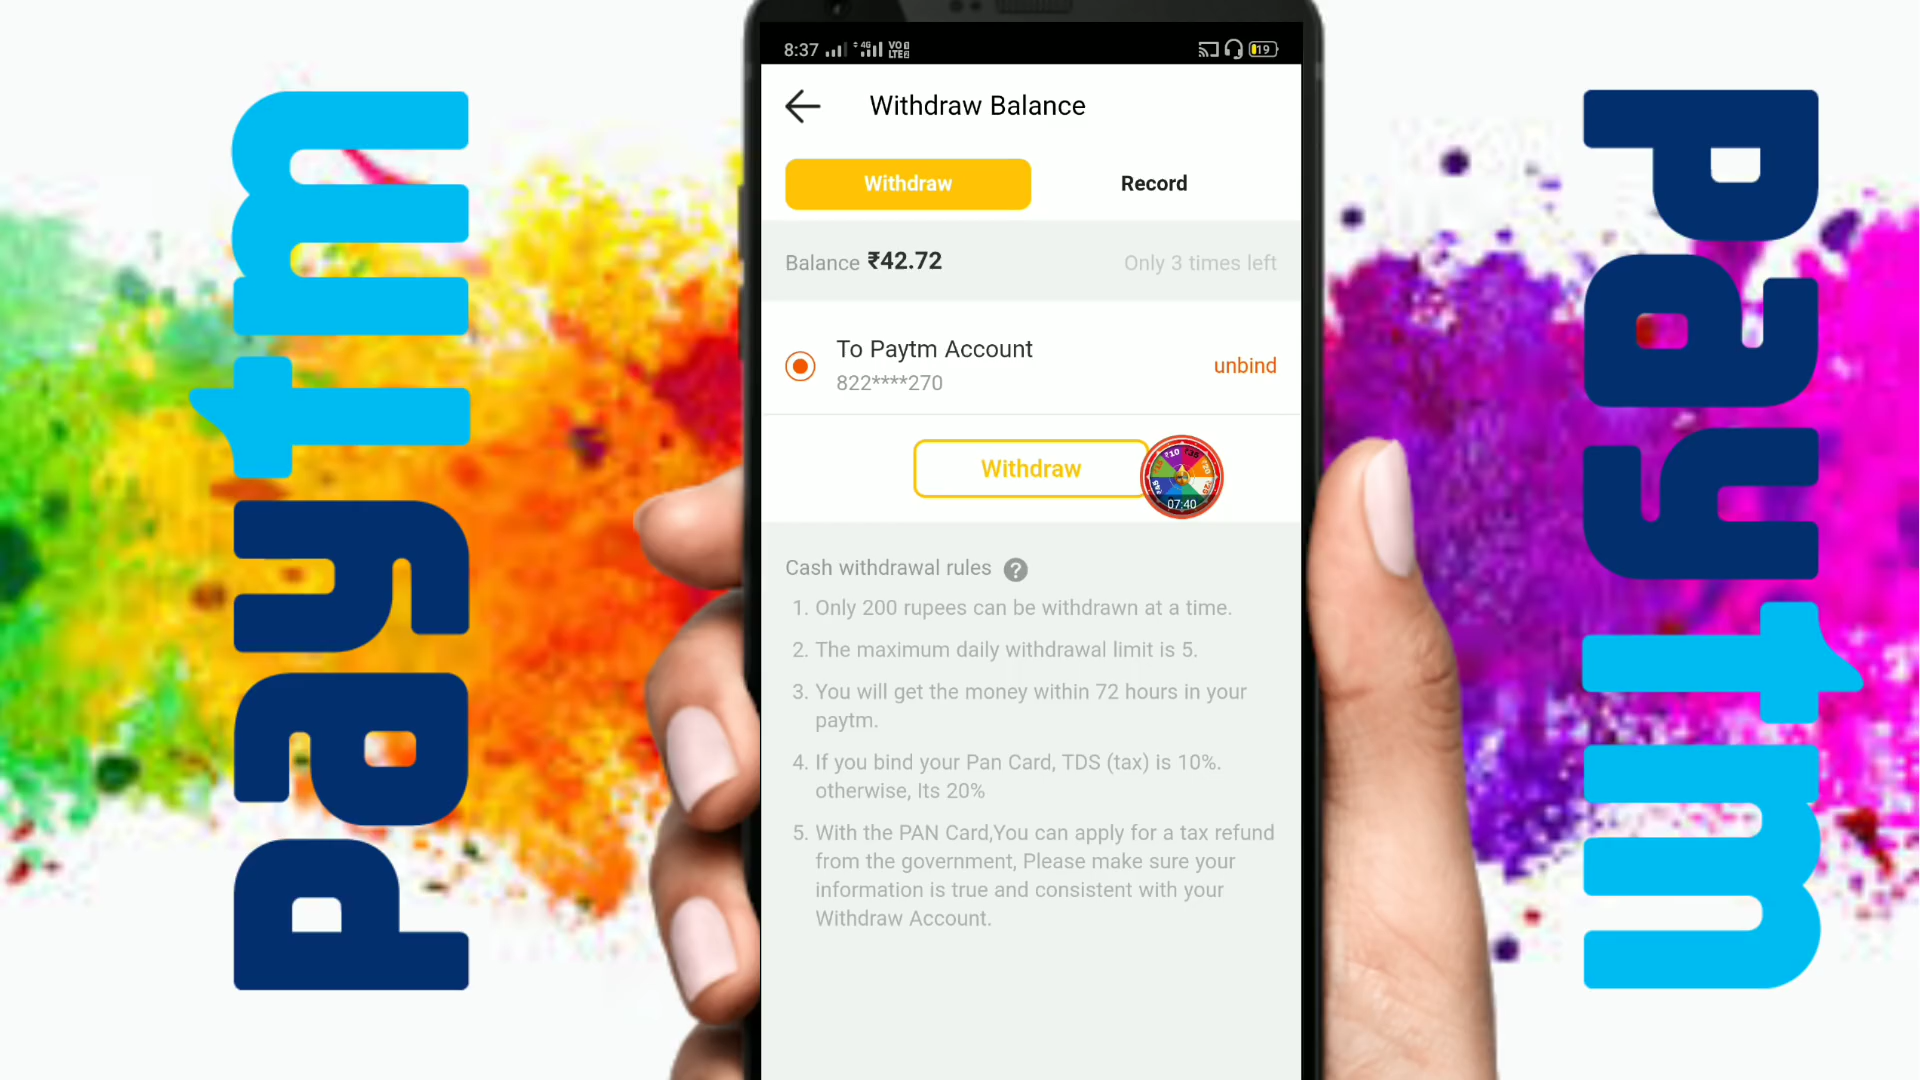 paytm
8:37 4G VO LTE 19
Withdraw Balance
Withdraw
Record
Balance ₹42.72
Only 3 times left
To Paytm Account
822****270
unbind
Withdraw
₹10
07:40
Cash withdrawal rules ?
1. Only 200 rupees can be withdrawn at a time.
2. The maximum daily withdrawal limit is 5.
3. You will get the money within 72 hours in your
paytm.
4. If you bind your Pan Card, TDS (tax) is 10%.
otherwise, Its 20%
5. With the PAN Card,You can apply for a tax refund
from the government, Please make sure your
information is true and consistent with your
Withdraw Account.
paytm